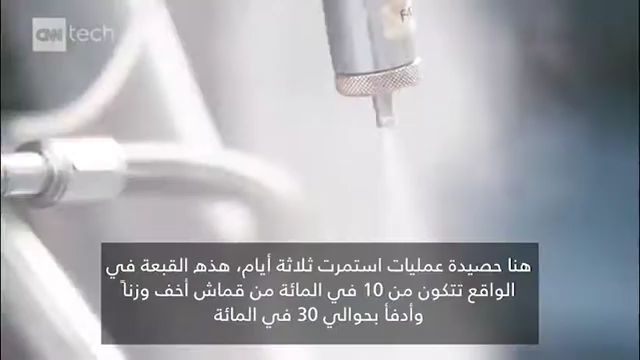 CNN tech
هنا حصيدة عمليات استمرت ثلاثة أيام، هذه القبعة في
الواقع تتكون من 10 في المائة من قماش أخف وزناً
وأدفأ بحوالي 30 في المائة